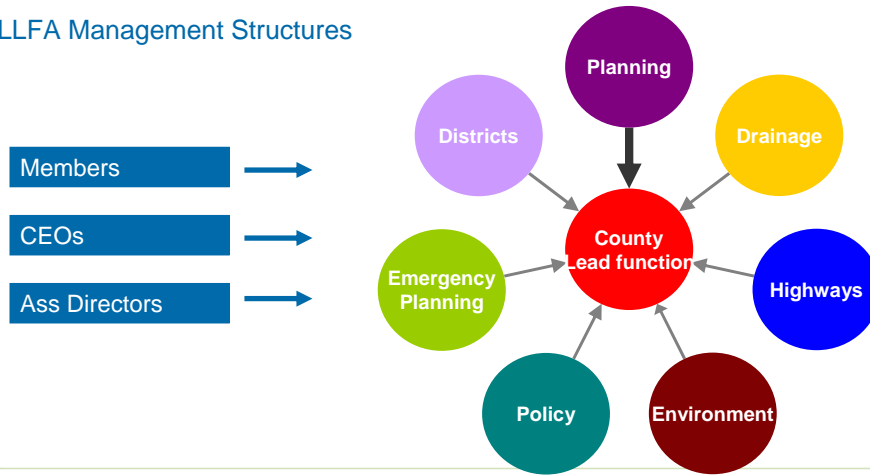 LLFA Management Structures
Members
CEOs
Ass Directors
Planning
Districts
Drainage
County
Lead function
Emergency
Planning
Highways
Policy
Environment